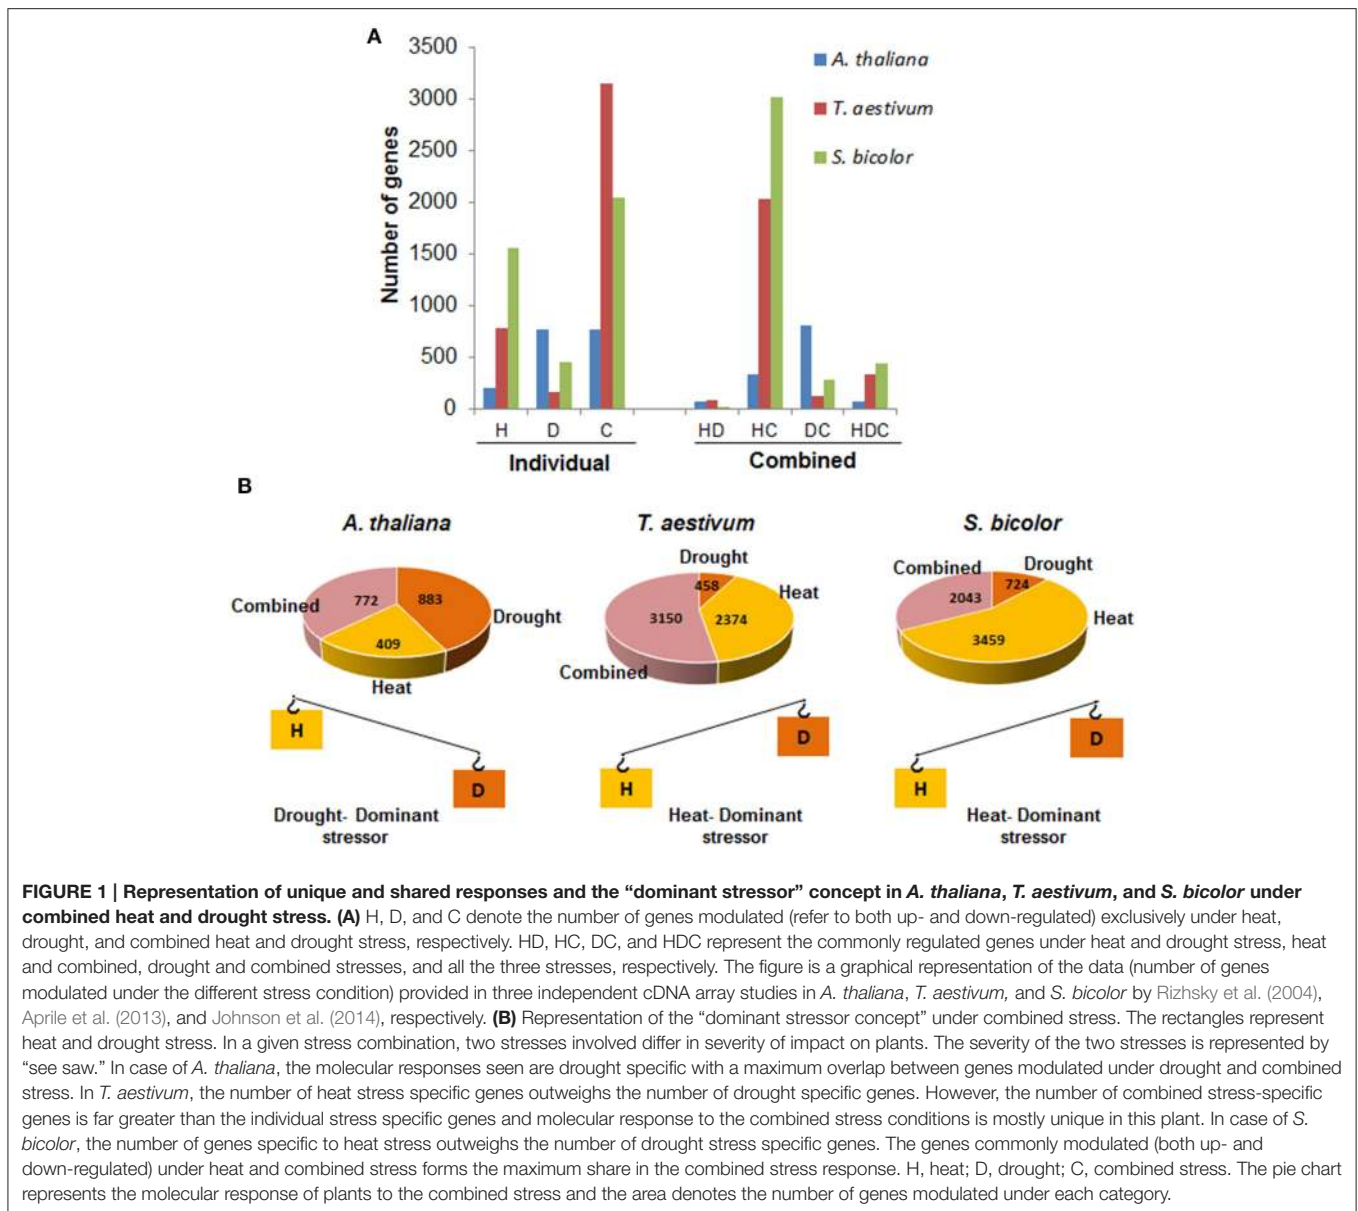 A
3500
3000
2500
2000
1500
1000
500
0
Number of genes
A. thaliana
T. aestivum
S. bicolor
H D C HD HC DC HDC
Individual Combined
B
A. thaliana T. aestivum S. bicolor
Combined 772 883 Drought 409 Heat
Drought 458 Heat 3150 2374 Combined
Combined Drought 724 2043 Heat 3459
H D
D H
D H
Drought- Dominant
stressor
Heat- Dominant
stressor
Heat- Dominant
stressor
FIGURE 1 | Representation of unique and shared responses and the “dominant stressor” concept in A. thaliana, T. aestivum, and S. bicolor under
combined heat and drought stress. (A) H, D, and C denote the number of genes modulated (refer to both up- and down-regulated) exclusively under heat,
drought, and combined heat and drought stress, respectively. HD, HC, DC, and HDC represent the commonly regulated genes under heat and drought stress, heat
and combined, drought and combined stresses, and all the three stresses, respectively. The figure is a graphical representation of the data (number of genes
modulated under the different stress condition) provided in three independent cDNA array studies in A. thaliana, T. aestivum, and S. bicolor by Rizhsky et al. (2004),
Aprile et al. (2013), and Johnson et al. (2014), respectively. (B) Representation of the “dominant stressor concept” under combined stress. The rectangles represent
heat and drought stress. In a given stress combination, two stresses involved differ in severity of impact on plants. The severity of the two stresses is represented by
“see saw.” In case of A. thaliana, the molecular responses seen are drought specific with a maximum overlap between genes modulated under drought and combined
stress. In T. aestivum, the number of heat stress specific genes outweighs the number of drought specific genes. However, the number of combined stress-specific
genes is far greater than the individual stress specific genes and molecular response to the combined stress conditions is mostly unique in this plant. In case of S.
bicolor, the number of genes specific to heat stress outweighs the number of drought stress specific genes. The genes commonly modulated (both up- and
down-regulated) under heat and combined stress forms the maximum share in the combined stress response. H, heat; D, drought; C, combined stress. The pie chart
represents the molecular response of plants to the combined stress and the area denotes the number of genes modulated under each category.